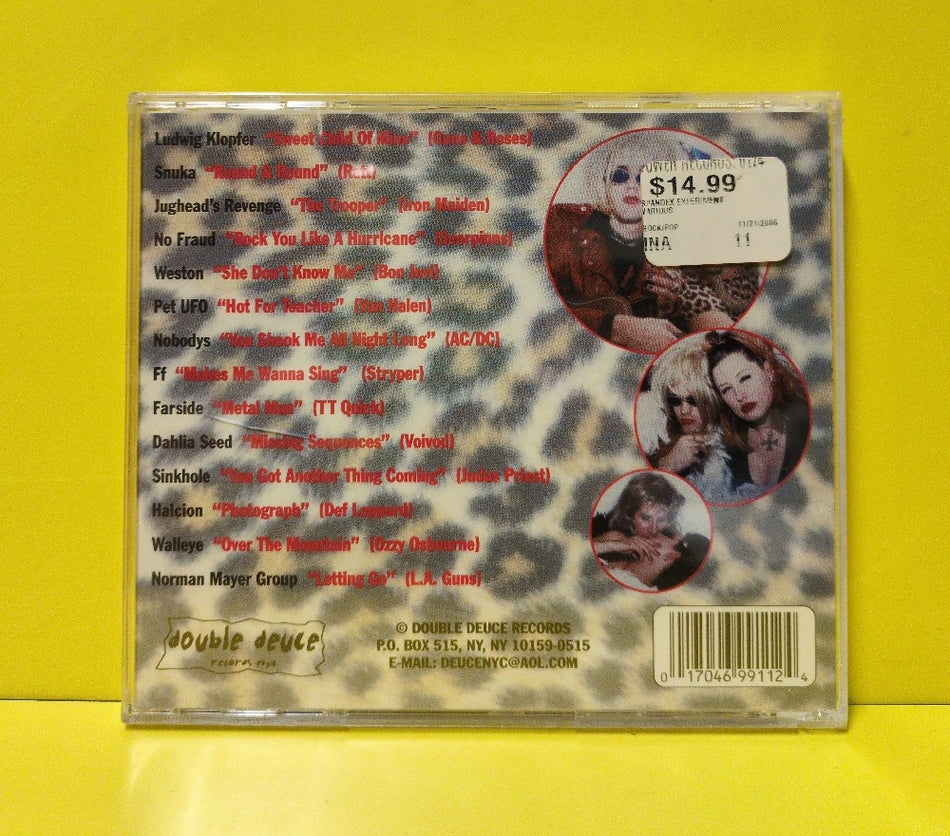 Ludwig Klopfer "Sweet Child Of Mine" (Guns & Roses)
Snuka "Round & Round" (Ratt)
Jughead's Revenge "The Trooper" (Iron Maiden)
No Fraud "Rock You Like A Hurricane" (Scorpions)
Weston "She Don't Know Me" (Bon Jovi)
Pet UFO "Hot For Teacher" (Van Halen)
Nobodys "You Shook Me All Night Long" (AC/DC)
Ff "Makes Me Wanna Sing" (Stryper)
Farside "Metal Man" (TT Quick)
Dahlia Seed "Missing Sequences" (Voivod)
Sinkhole "You Got Another Thing Coming" (Judas Priest)
Halcion "Photograph" (Def Leppard)
Walleye "Over The Mountain" (Ozzy Osbourne)
Norman Mayer Group "Letting Go" (L.A. Guns)
OWER RECORDS
$14.99
SPANDEX EXPERIMENT
VARIOUS
ROCK/POP 11/21/2006
INA 11
double deuce
records nyc
© DOUBLE DEUCE RECORDS
P.O. BOX 515, NY, NY 10159-0515
E-MAIL: DEUCENYC@AOL.COM
0 17046 99112 4